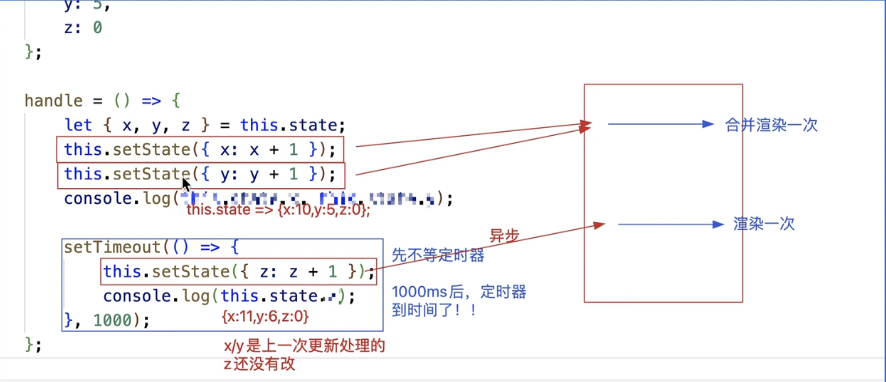 y: 5,
z: 0
};
handle = () => {
let { x, y, z } = this.state;
this.setState({ x: x + 1 });
this.setState({ y: y + 1 });
console.log(
);
this.state => {x:10,y:5,z:0};
setTimeout(() => {
this.setState({ z: z + 1 });
console.log(this.state
);
{x:11,y:6,z:0}
}, 1000);
};
x/y是上一次更新处理的
z还没有改
异步
先不等定时器
1000ms后，定时器
到时间了！！
合并渲染一次
渲染一次